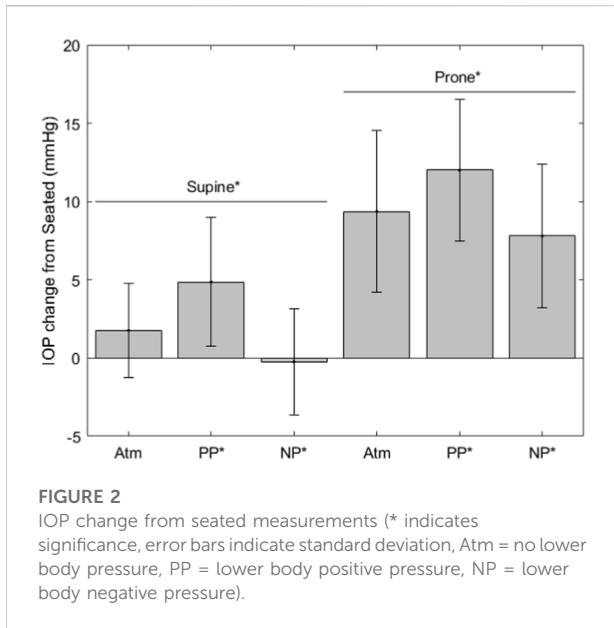 20
15
10
5
0
-5
IOP change from Seated (mmHg)
Supine*
Prone*
Atm PP* NP* Atm PP* NP*
FIGURE 2
IOP change from seated measurements (* indicates
significance, error bars indicate standard deviation, Atm = no lower
body pressure, PP = lower body positive pressure, NP = lower
body negative pressure).